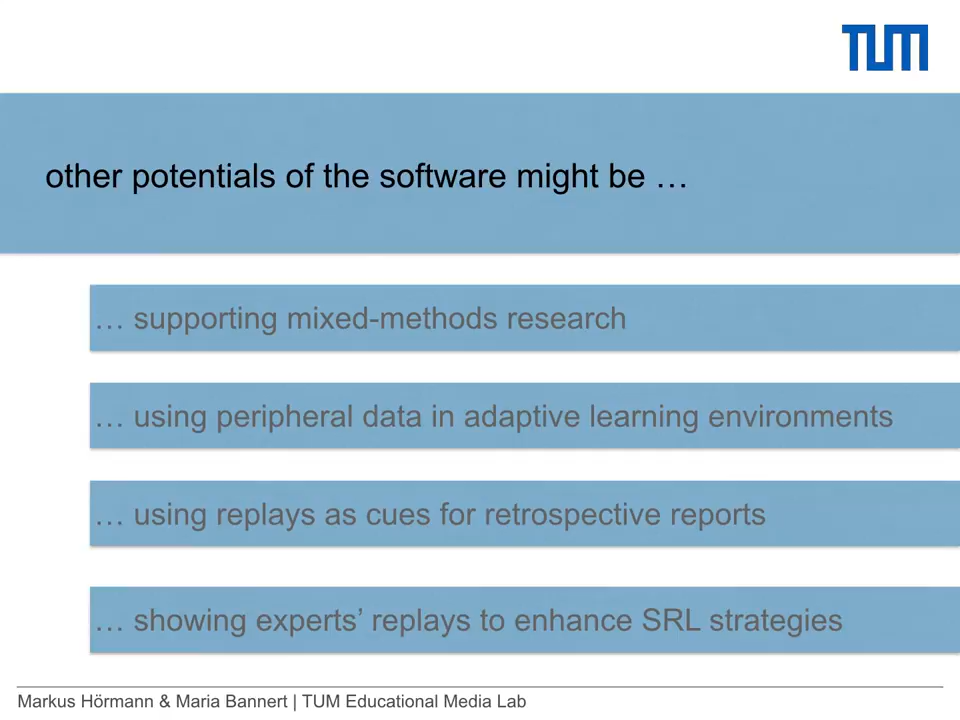 TUM
other potentials of the software might be …
… supporting mixed-methods research
… using peripheral data in adaptive learning environments
… using replays as cues for retrospective reports
… showing experts’ replays to enhance SRL strategies
Markus Hörmann & Maria Bannert | TUM Educational Media Lab